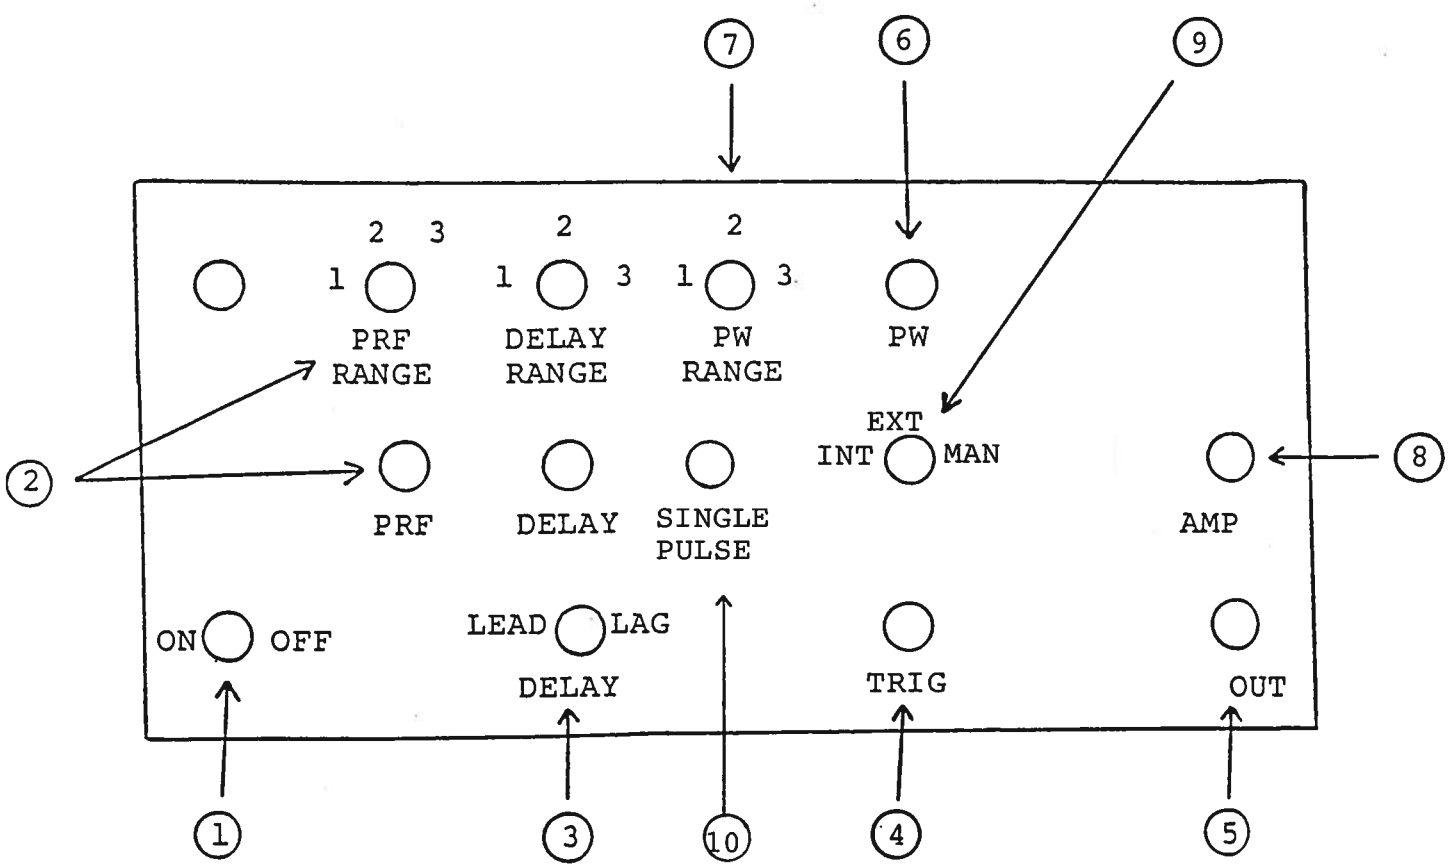 7 6 9
2 3 2 2
1 1 3 1 3
PRF DELAY PW PW
RANGE RANGE RANGE
EXT
INT MAN
2 8
PRF DELAY SINGLE AMP
PULSE
LEAD LAG
ON OFF
DELAY TRIG OUT
1 3 10 4 5